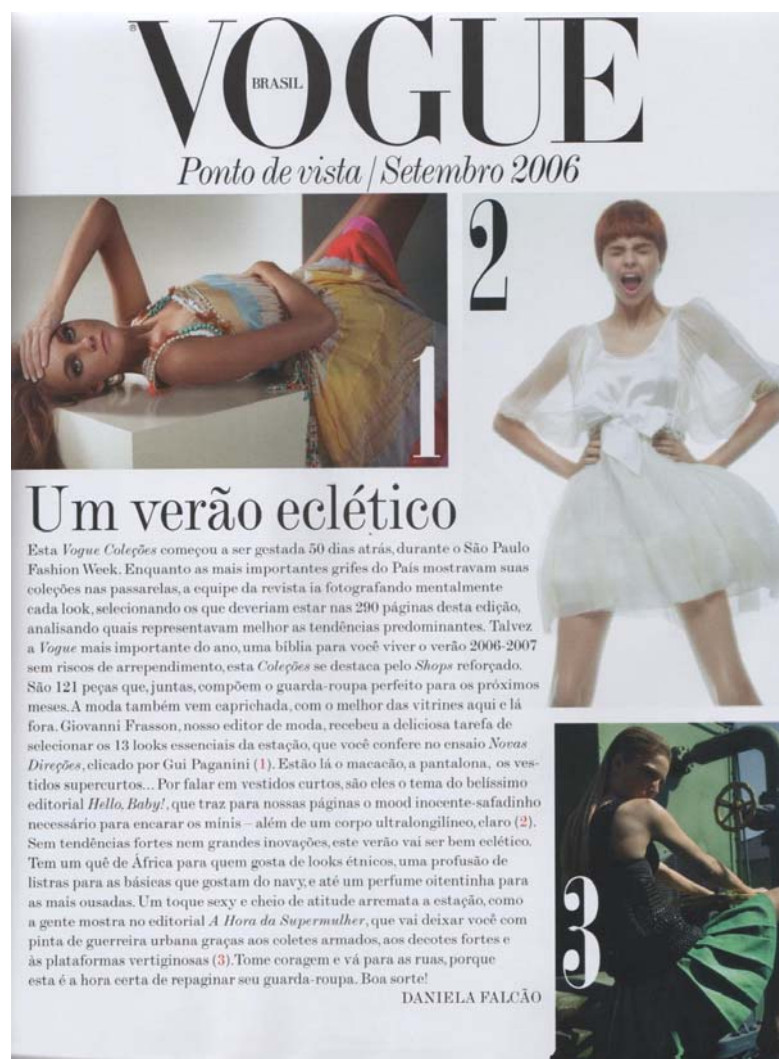 ®
VOGUE
BRASIL
Ponto de vista | Setembro 2006
1
2
Um verão eclético
Esta Vogue Coleções começou a ser gestada 50 dias atrás, durante o São Paulo
Fashion Week. Enquanto as mais importantes grifes do País mostravam suas
coleções nas passarelas, a equipe da revista ia fotografando mentalmente
cada look, selecionando os que deveriam estar nas 290 páginas desta edição,
analisando quais representavam melhor as tendências predominantes. Talvez
a Vogue mais importante do ano, uma bíblia para você viver o verão 2006-2007
sem riscos de arrependimento, esta Coleções se destaca pelo Shops reforçado.
São 121 peças que, juntas, compõem o guarda-roupa perfeito para os próximos
meses. A moda também vem caprichada, com o melhor das vitrines aqui e lá
fora. Giovanni Frasson, nosso editor de moda, recebeu a deliciosa tarefa de
selecionar os 13 looks essenciais da estação, que você confere no ensaio Novas
Direções, clicado por Gui Paganini (1). Estão lá o macacão, a pantalona, os ves-
tidos supercurtos... Por falar em vestidos curtos, são eles o tema do belíssimo
editorial Hello, Baby!, que traz para nossas páginas o mood inocente-safadinho
necessário para encarar os mínis – além de um corpo ultralongilíneo, claro (2).
Sem tendências fortes nem grandes inovações, este verão vai ser bem eclético.
Tem um quê de África para quem gosta de looks étnicos, uma profusão de
listras para as básicas que gostam do navy, e até um perfume oitentinha para
as mais ousadas. Um toque sexy e cheio de atitude arremata a estação, como
a gente mostra no editorial A Hora da Supermulher, que vai deixar você com
pinta de guerreira urbana graças aos coletes armados, aos decotes fortes e
às plataformas vertiginosas (3). Tome coragem e vá para as ruas, porque
esta é a hora certa de repaginar seu guarda-roupa. Boa sorte!
DANIELA FALCÃO
3